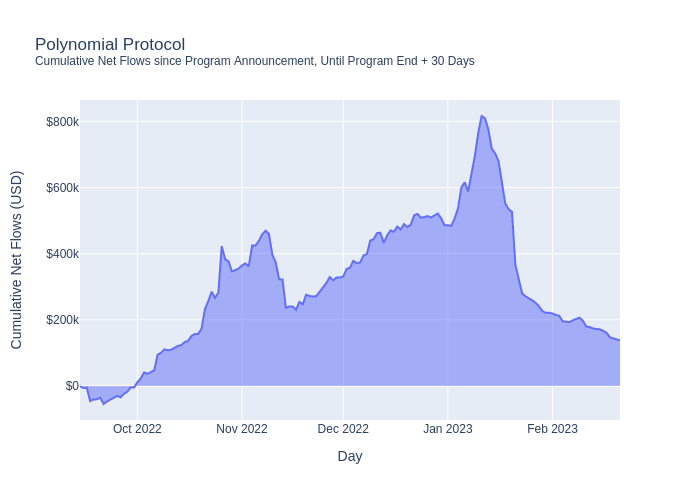 Polynomial Protocol
Cumulative Net Flows since Program Announcement, Until Program End + 30 Days
Cumulative Net Flows (USD)
$800k
$600k
$400k
$200k
$0
Oct 2022
Nov 2022
Dec 2022
Jan 2023
Feb 2023
Day